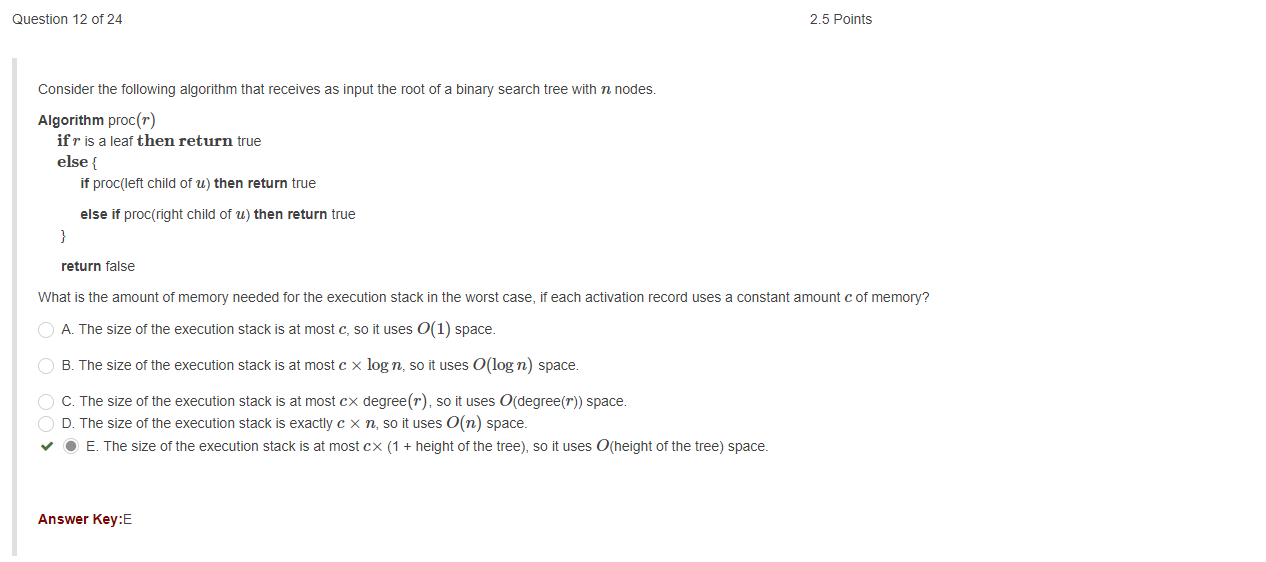 Question 12 of 24
2.5 Points
Consider the following algorithm that receives as input the root of a binary search tree with n nodes.
Algorithm proc(r)
if r is a leaf then return true
else {
if proc(left child of u) then return true
else if proc(right child of u) then return true
}
return false
What is the amount of memory needed for the execution stack in the worst case, if each activation record uses a constant amount c of memory?
A. The size of the execution stack is at most c, so it uses O(1) space.
B. The size of the execution stack is at most c × log n, so it uses O(log n) space.
C. The size of the execution stack is at most c× degree(r), so it uses O(degree(r)) space.
D. The size of the execution stack is exactly c × n, so it uses O(n) space.
E. The size of the execution stack is at most c× (1 + height of the tree), so it uses O(height of the tree) space.
Answer Key:E